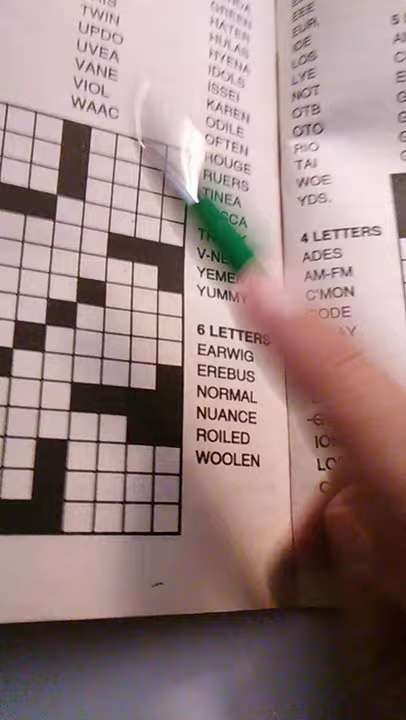 TWIN
UPDO
UVEA
VANE
VIOL
WAAC
GREEN
HATER
HULAS
HYENA
IDOLS
ISSEI
KAREN
ODILE
OFTEN
ROUGE
RUERS
TINEA
YUMMY
6 LETTERS
EARWIG
EREBUS
NORMAL
NUANCE
ROILED
WOOLEN
EEE
IDE
LOS
LYE
NOT
OTB
OTO
RIO
TAI
WOE
YDS.
4 LETTERS
ADES
AM-FM
C'MON